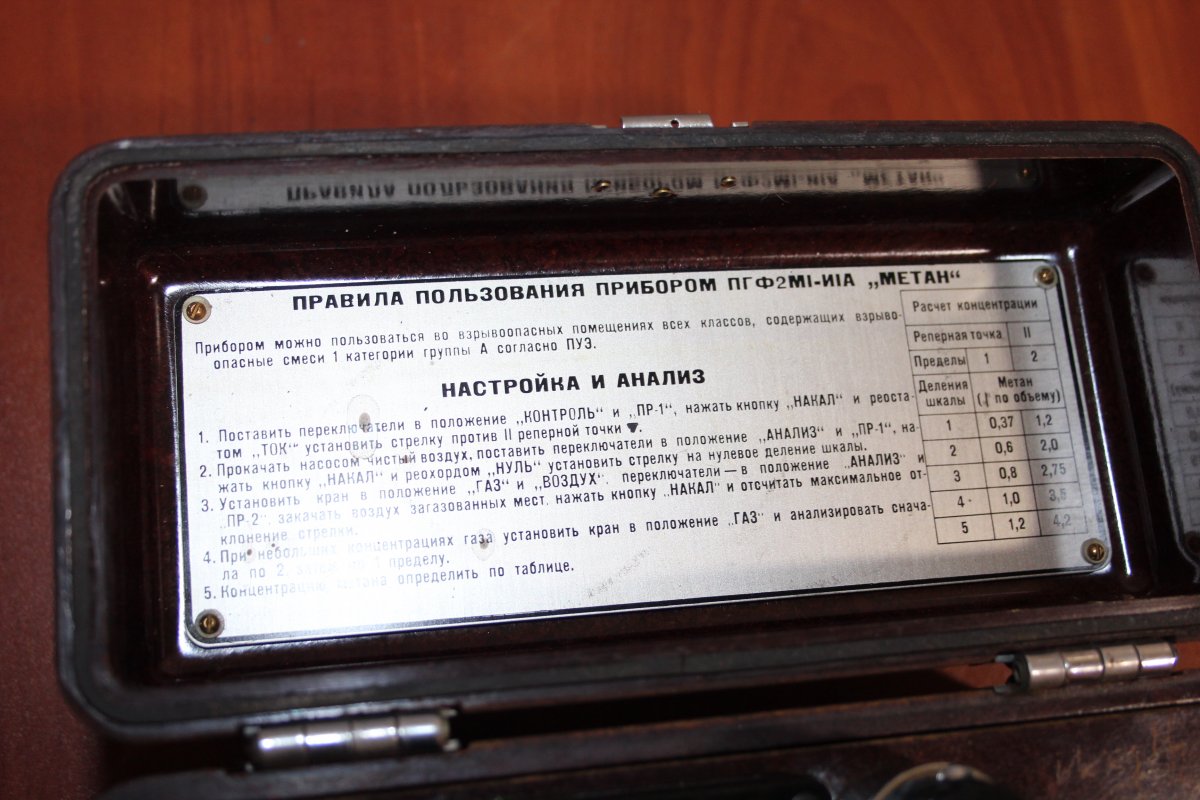 ПРАВИЛА ПОЛЬЗОВАНИЯ ПРИБОРОМ ПГФ2М1-И1А „МЕТАН“
Прибором можно пользоваться во взрывоопасных помещениях всех классов, содержащих взрыво-
опасные смеси 1 категории группы А согласно ПУЭ.
НАСТРОЙКА И АНАЛИЗ
1. Поставить переключатели в положение „КОНТРОЛЬ“ и „ПР-1“, нажать кнопку „НАКАЛ“ и реоста-
том „ТОК“ установить стрелку против II реперной точки ▼.
2. Прокачать насосом чистый воздух, поставить переключатели в положение „АНАЛИЗ“ и „ПР-1“, на-
жать кнопку „НАКАЛ“ и реохордом „НУЛЬ“ установить стрелку на нулевое деление шкалы.
3. Установить кран в положение „ГАЗ“ и „ВОЗДУХ“, переключатели — в положение „АНАЛИЗ“ и
„ПР-2“ закачать воздух загазованных мест, нажать кнопку „НАКАЛ“ и отсчитать максимальное от-
клонение стрелки.
4. При небольших концентрациях газа установить кран в положение „ГАЗ“ и анализировать снача-
ла по 2, затем по 1 пределу.
5. Концентрацию метана определить по таблице.
Расчет концентрации
Реперная точка II
Пределы 1 2
Деления шкалы Метан (% по объему)
1 0,37 1,2
2 0,6 2,0
3 0,8 2,75
4 1,0 3,5
5 1,2 4,2